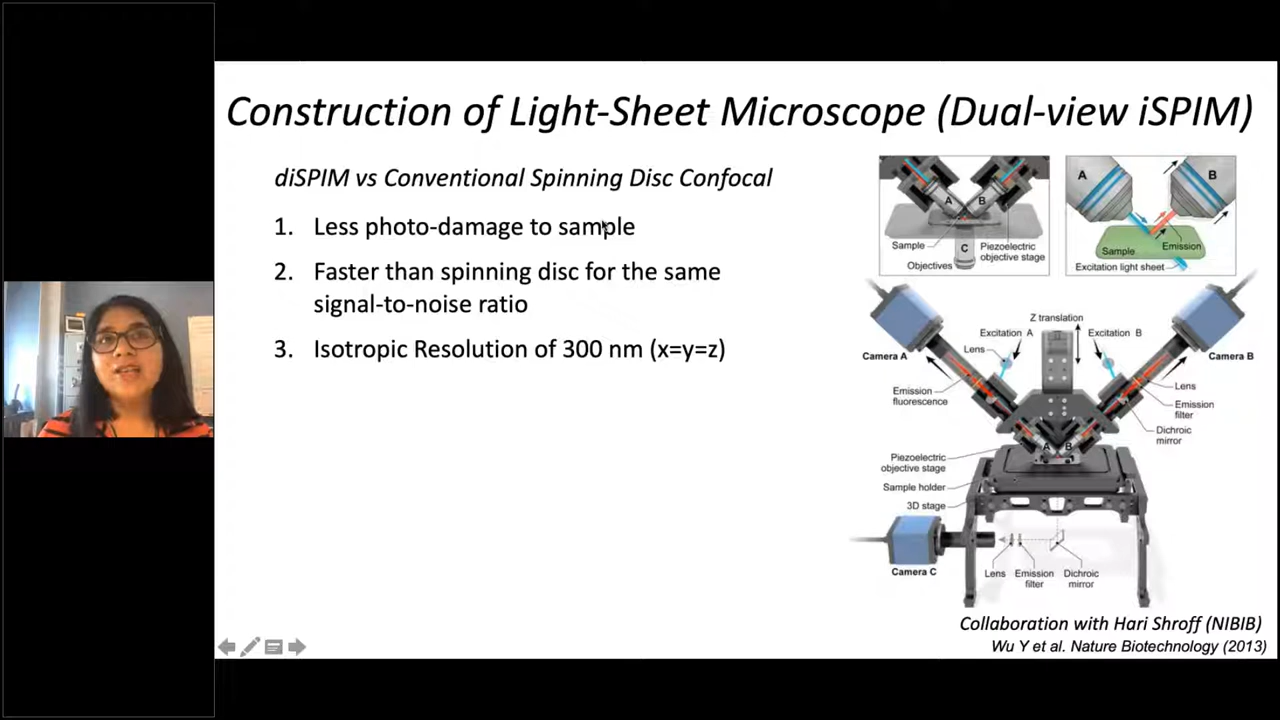 Construction of Light-Sheet Microscope (Dual-view iSPIM)
diSPIM vs Conventional Spinning Disc Confocal
1. Less photo-damage to sample
2. Faster than spinning disc for the same
signal-to-noise ratio
3. Isotropic Resolution of 300 nm (x=y=z)
A
B
Sample
C
Piezoelectric
objective stage
Objectives
A
B
Sample
Emission
Excitation light sheet
Z translation
Excitation A
Excitation B
Lens
Camera A
Camera B
Emission
fluorescence
Lens
Emission
filter
Dichroic
mirror
A
B
Piezoelectric
objective stage
Sample holder
3D stage
Camera C
Lens
Emission
filter
Dichroic
mirror
Collaboration with Hari Shroff (NIBIB)
Wu Y et al. Nature Biotechnology (2013)